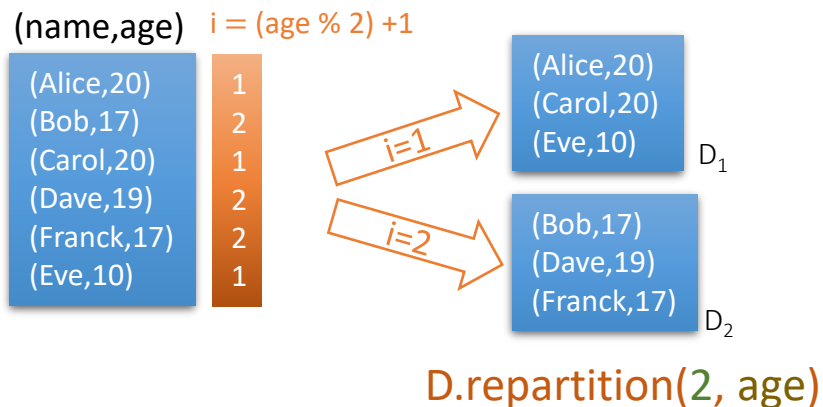 (name,age)
i = (age % 2) +1
(Alice,20)
(Bob,17)
(Carol,20)
(Dave,19)
(Franck,17)
(Eve,10)
1
2
1
2
2
1
i=1
i=2
(Alice,20)
(Carol,20)
(Eve,10)
D₁
(Bob,17)
(Dave,19)
(Franck,17)
D₂
D.repartition(2, age)